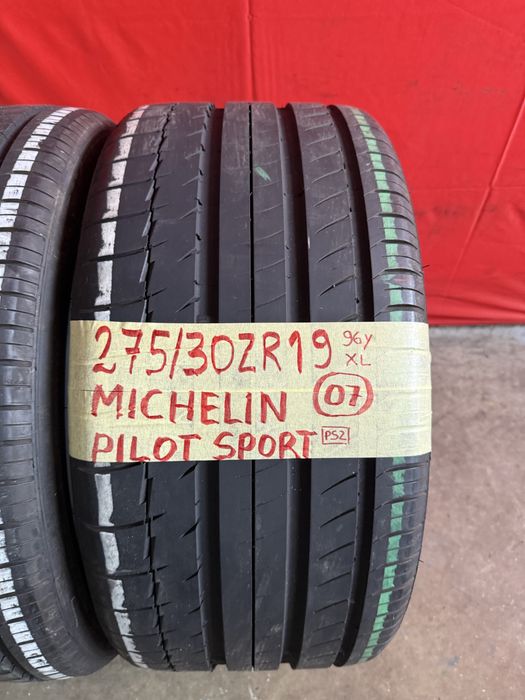 275/30ZR19 96Y XL
MICHELIN 07
PILOT SPORT PS2